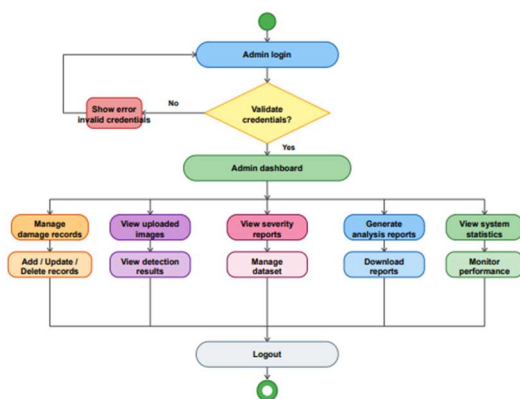 Admin login
No
Show error
invalid credentials
Validate
credentials?
Yes
Admin dashboard
Manage
damage records
View uploaded
images
View severity
reports
Generate
analysis reports
View system
statistics
Add / Update /
Delete records
View detection
results
Manage
dataset
Download
reports
Monitor
performance
Logout